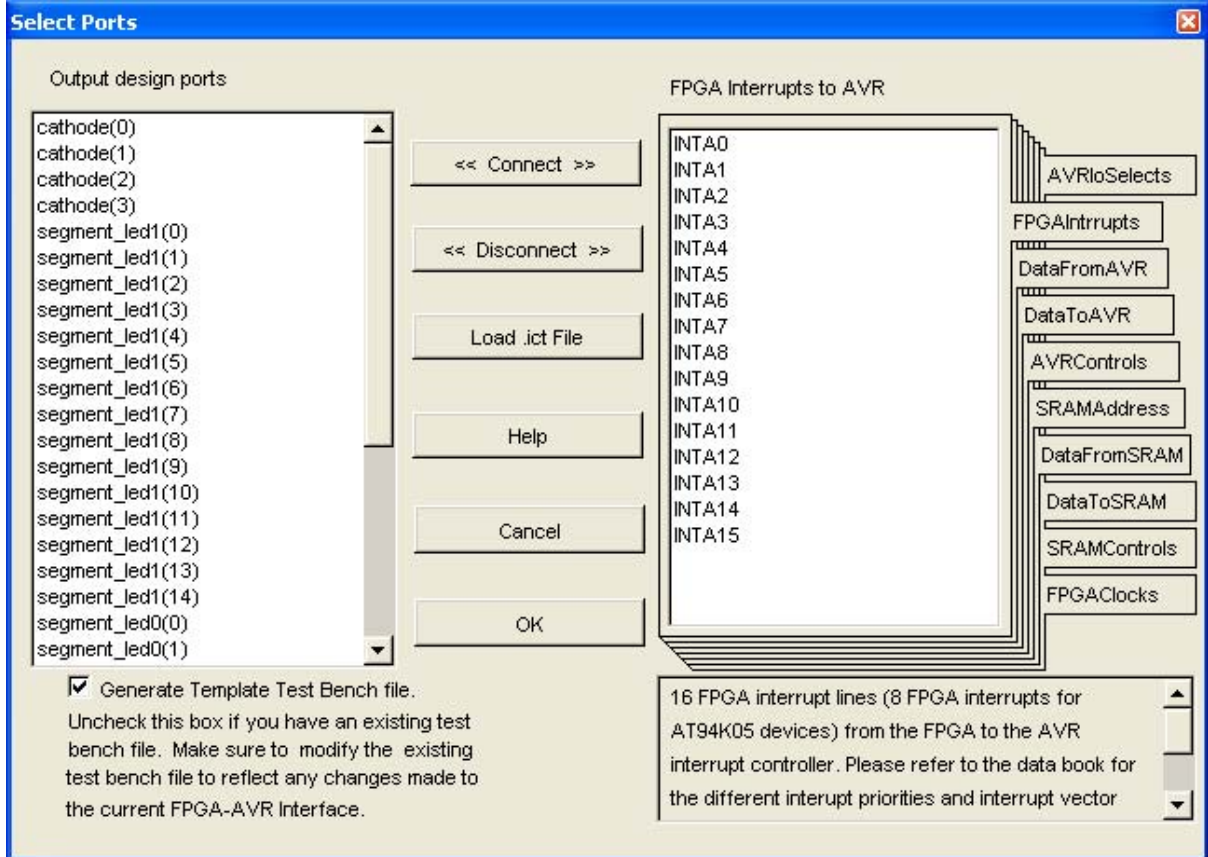 Select Ports
Output design ports
cathode(0)
cathode(1)
cathode(2)
cathode(3)
segment_led1(0)
segment_led1(1)
segment_led1(2)
segment_led1(3)
segment_led1(4)
segment_led1(5)
segment_led1(6)
segment_led1(7)
segment_led1(8)
segment_led1(9)
segment_led1(10)
segment_led1(11)
segment_led1(12)
segment_led1(13)
segment_led1(14)
segment_led0(0)
segment_led0(1)
<< Connect >>
<< Disconnect >>
Load .ict File
Help
Cancel
OK
FPGA Interrupts to AVR
INTA0
INTA1
INTA2
INTA3
INTA4
INTA5
INTA6
INTA7
INTA8
INTA9
INTA10
INTA11
INTA12
INTA13
INTA14
INTA15
AVRIoSelects
FPGAIntrrupts
DataFromAVR
DataToAVR
AVRControls
SRAMAddress
DataFromSRAM
DataToSRAM
SRAMControls
FPGAClocks
Generate Template Test Bench file.
Uncheck this box if you have an existing test
bench file. Make sure to modify the existing
test bench file to reflect any changes made to
the current FPGA-AVR Interface.
16 FPGA interrupt lines (8 FPGA interrupts for
AT94K05 devices) from the FPGA to the AVR
interrupt controller. Please refer to the data book for
the different interupt priorities and interrupt vector